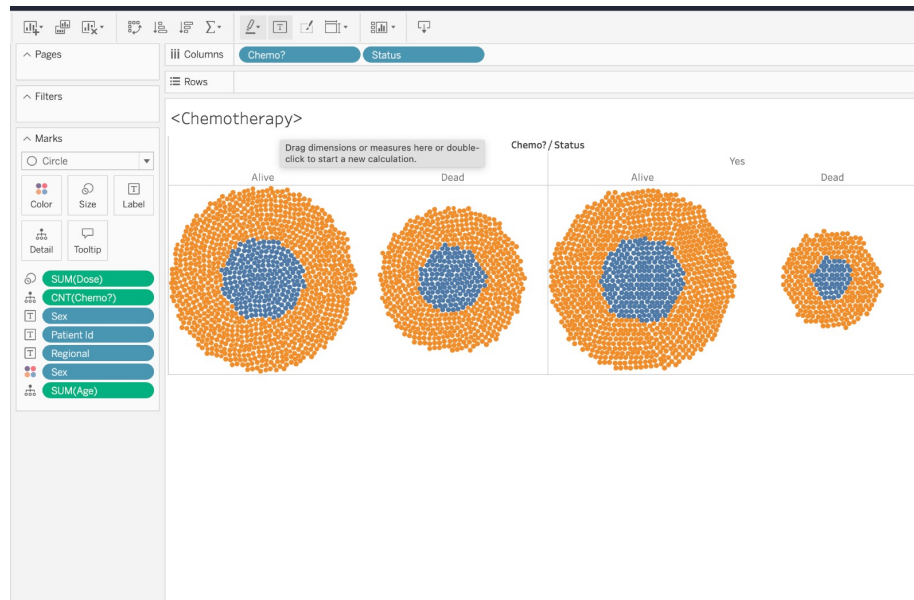 Pages
Columns
Chemo?
Status
Rows
Filters
<Chemotherapy>
Marks
Circle
Color
Size
Label
Detail
Tooltip
SUM(Dose)
CNT(Chemo?)
Sex
Patient Id
Regional
Sex
SUM(Age)
Drag dimensions or measures here or double-
click to start a new calculation.
Chemo? / Status
Yes
Alive
Dead
Alive
Dead